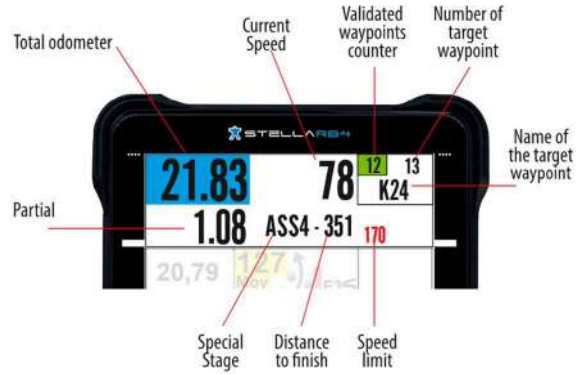 Total odometer
Current
Speed
Validated
waypoints
counter
Number of
target
waypoint
STELLARB4
21.83
78
12
13
K24
Name of
the target
waypoint
Partial
1.08
ASS4 - 351
170
20,79
127
Mov
Special
Stage
Distance
to finish
Speed
limit